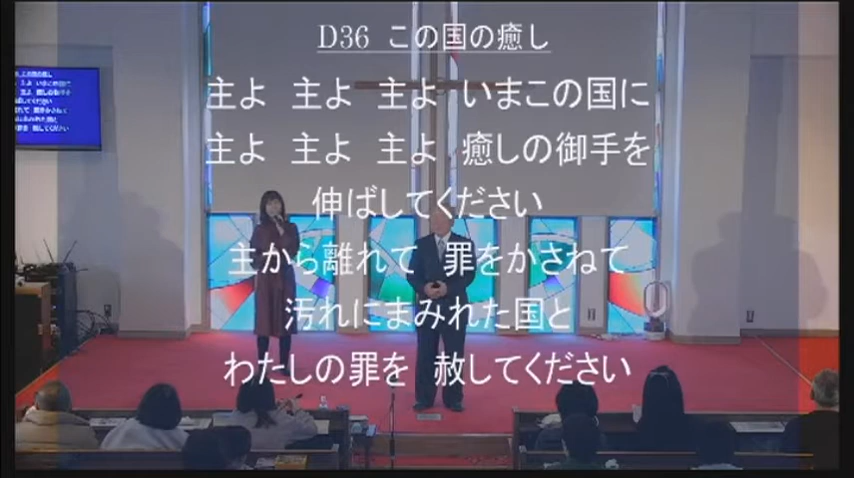 D36 この国の癒し
主よ 主よ 主よ いまこの国に
主よ 主よ 主よ 癒しの御手を
伸ばしてください
主から離れて 罪をかさねて
汚れにまみれた国と
わたしの罪を 赦してください